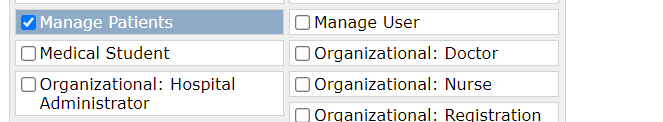 Manage Patients
Manage User
Medical Student
Organizational: Doctor
Organizational: Hospital
Administrator
Organizational: Nurse
Organizational: Registration